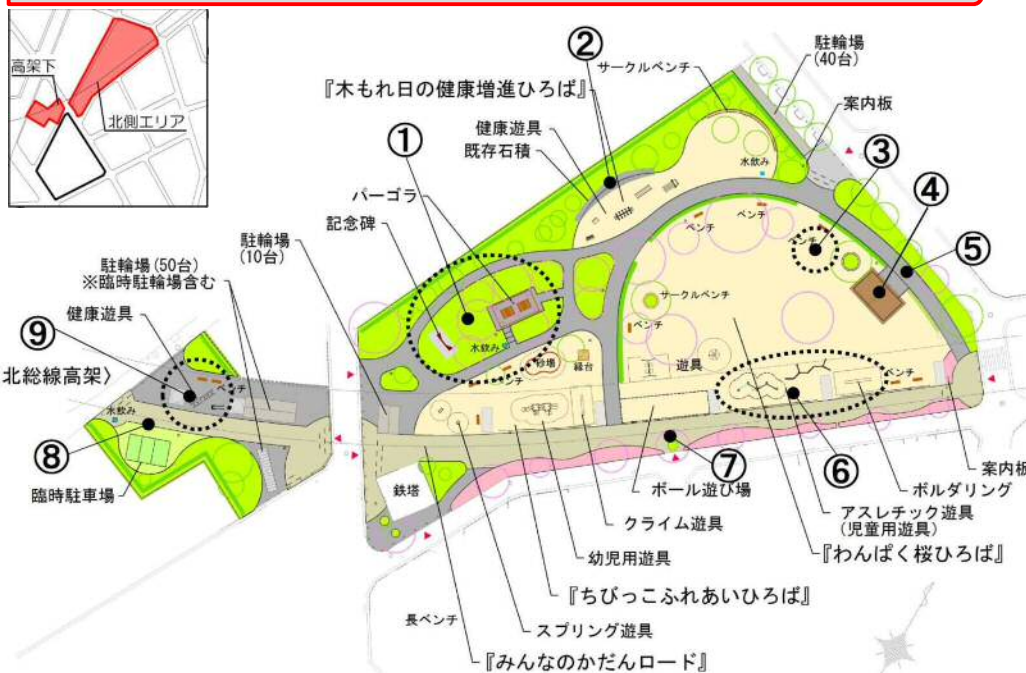 高架下
北側エリア
②
サークルベンチ
駐輪場
(40台)
『木もれ日の健康増進ひろば』
案内板
健康遊具
既存石積
水飲み
①
パーゴラ
記念碑
③
④
⑤
ベンチ
ベンチ
ベンチ
駐輪場
(10台)
駐輪場(50台)
※臨時駐輪場含む
健康遊具
⑨
北総線高架〉
ベンチ
水飲み
⑧
臨時駐車場
水飲み
ベンチ
砂場
縁台
サークルベンチ
ベンチ
遊具
ベンチ
鉄塔
⑦
⑥
案内板
ボール遊び場
ボルダリング
クライム遊具
アスレチック遊具
(児童用遊具)
幼児用遊具
『わんぱく桜ひろば』
『ちびっこふれあいひろば』
長ベンチ
スプリング遊具
『みんなのかだんロード』